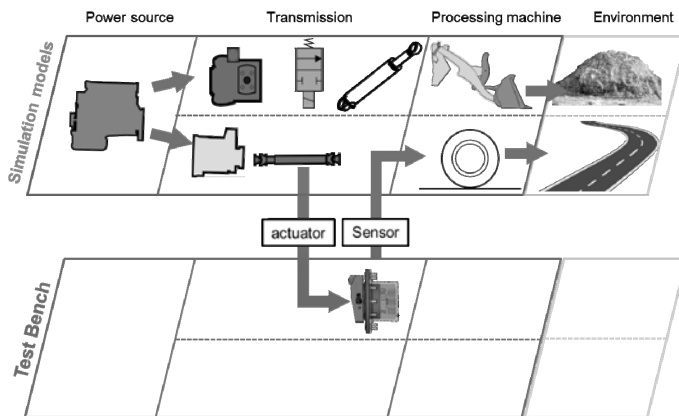 Power source
Transmission
Processing machine
Environment
Simulation models
actuator
Sensor
Test Bench